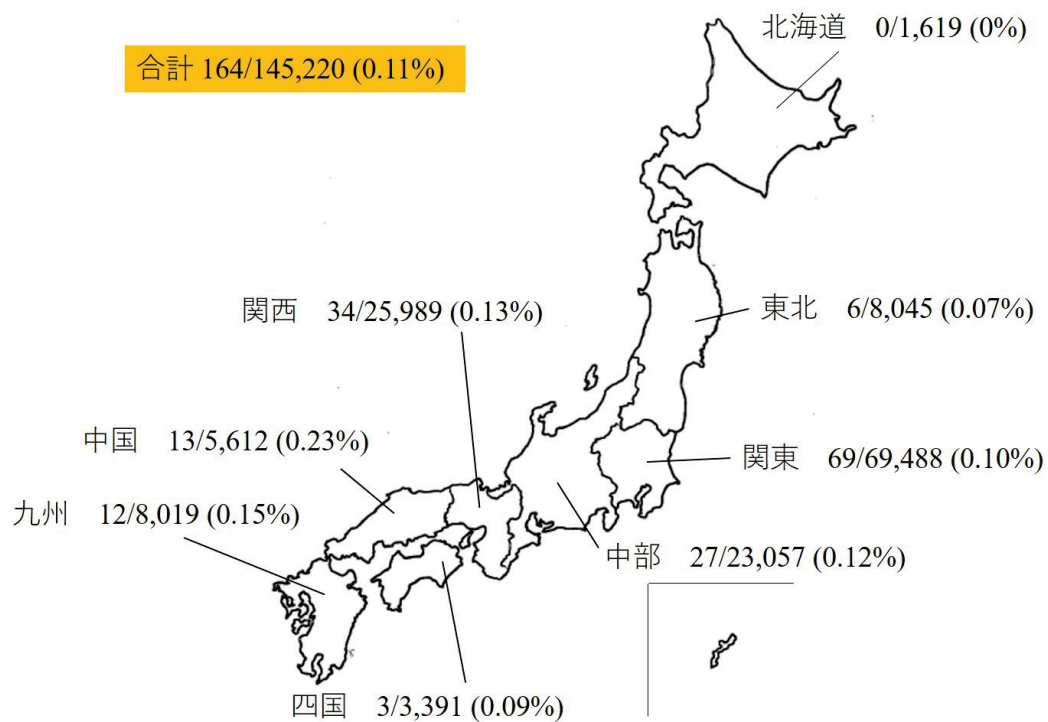 北海道 0/1,619 (0%)
合計 164/145,220 (0.11%)
関西 34/25,989 (0.13%)
東北 6/8,045 (0.07%)
中国 13/5,612 (0.23%)
関東 69/69,488 (0.10%)
九州 12/8,019 (0.15%)
中部 27/23,057 (0.12%)
四国 3/3,391 (0.09%)